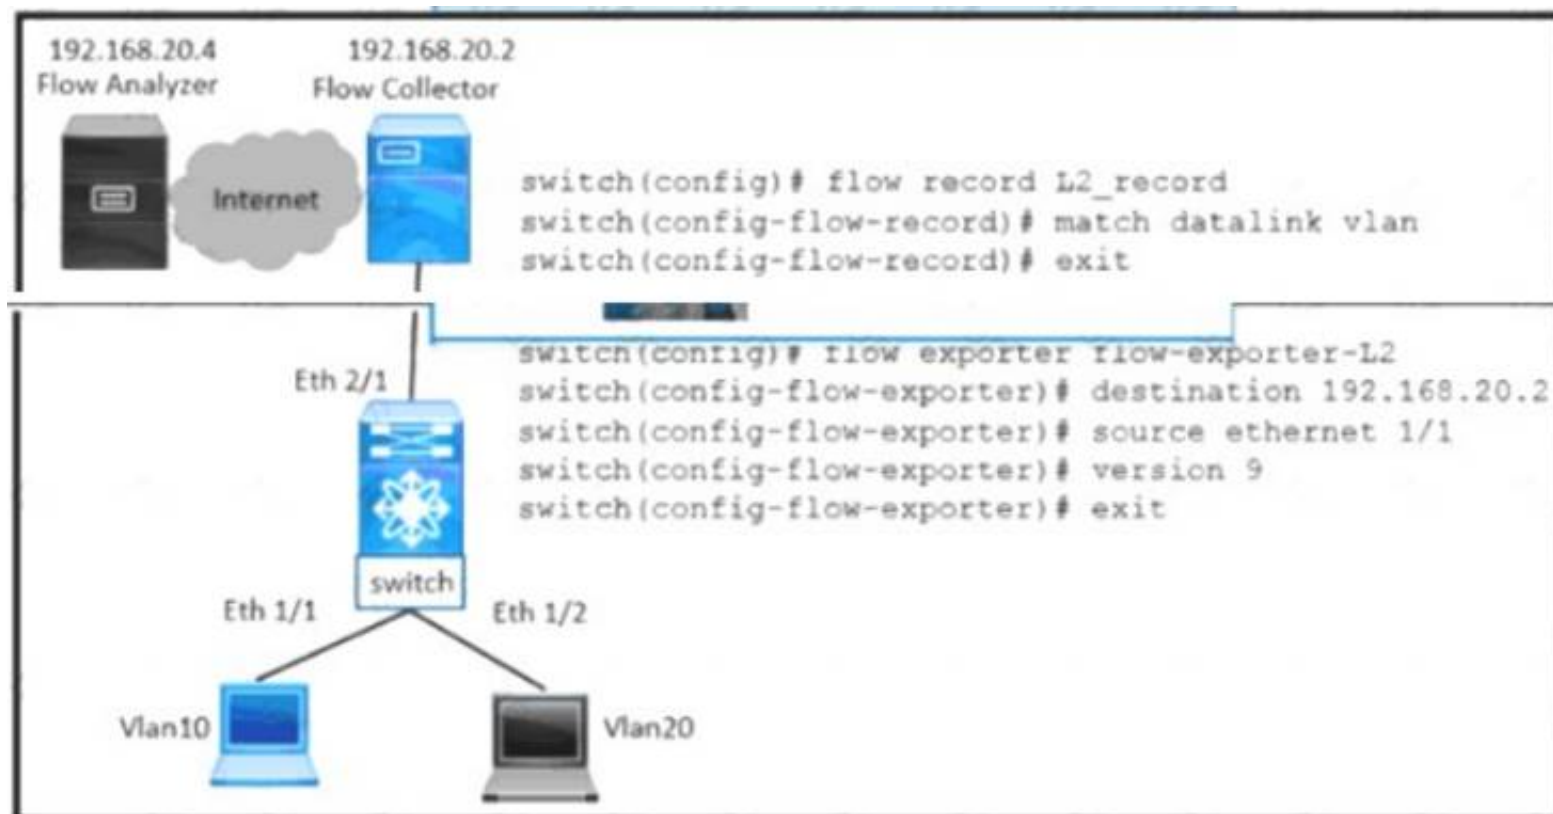 192.168.20.4
Flow Analyzer
192.168.20.2
Flow Collector
Internet
switch(config)# flow record L2_record
switch(config-flow-record)# match datalink vlan
switch(config-flow-record)# exit
switch(config)# flow exporter flow-exporter-L2
switch(config-flow-exporter)# destination 192.168.20.2
switch(config-flow-exporter)# source ethernet 1/1
switch(config-flow-exporter)# version 9
switch(config-flow-exporter)# exit
Eth 2/1
switch
Eth 1/1
Eth 1/2
Vlan10
Vlan20